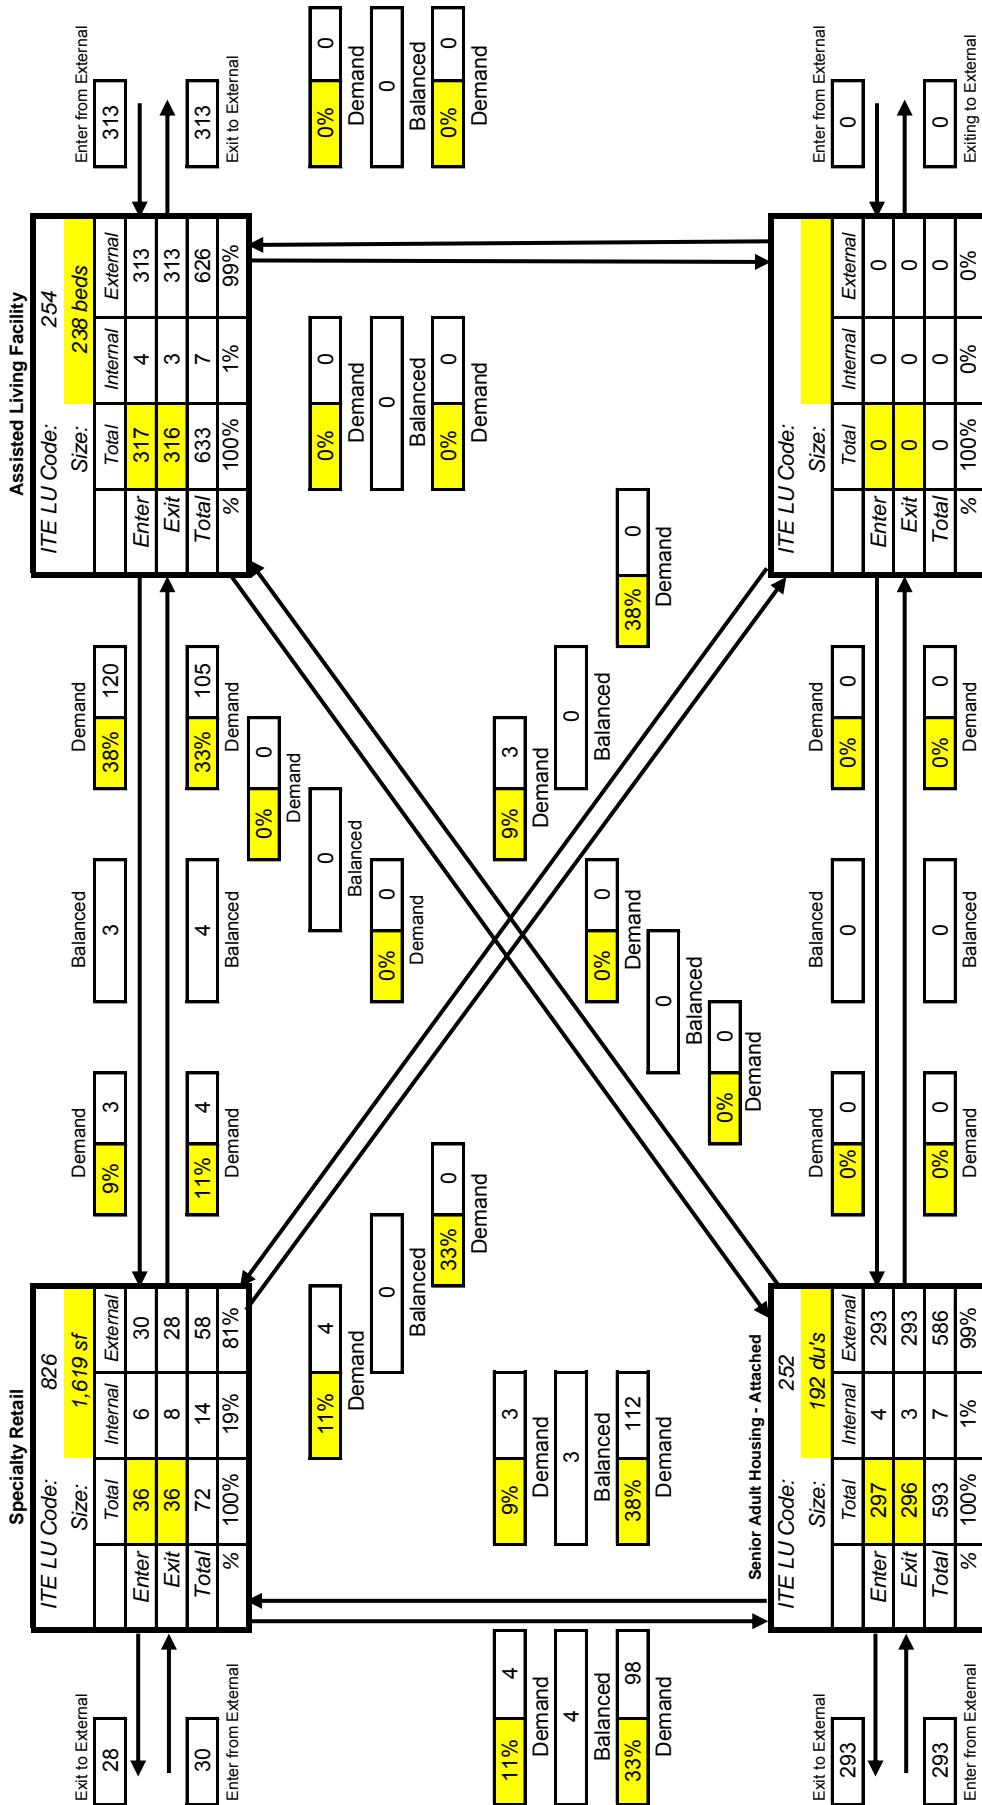 Specialty Retail Assisted Living Facility
ITE LU Code: 826 ITE LU Code: 254
Exit to External Size: 1,619 sf Demand Balanced Demand Size: 238 beds Enter from External
28 Total Internal External 9% 3 3 38% 120 Total Internal External 313
Enter 36 6 30 Enter 317 4 313
Exit 36 8 28 Exit 316 3 313
30 Total 72 14 58 11% 4 4 33% 105 Total 633 7 626 313
Enter from External % 100% 19% 81% Demand Balanced Demand % 100% 1% 99% Exit to External
0% 0
Demand
11% 4 0 0% 0 0% 0
Demand Balanced Demand Demand
0 0% 0 0 0
Balanced Demand Balanced Balanced
33% 0 0% 0 0% 0
Demand Demand Demand
11% 4 9% 3 9% 3
Demand Demand Demand
4 3 0
Balanced Balanced 0% 0 Balanced
33% 98 38% 112 Demand 38% 0
Demand Demand 0 Demand
Balanced
0% 0
Senior Adult Housing - Attached Demand
ITE LU Code: 252 ITE LU Code:
Exit to External Size: 192 du's Demand Balanced Demand Size: Enter from External
293 Total Internal External 0% 0 0 0% 0 Total Internal External 0
Enter 297 4 293 Enter 0 0 0
Exit 296 3 293 Exit 0 0 0
293 Total 593 7 586 0% 0 0 0% 0 Total 0 0 0 0
Enter from External % 100% 1% 99% Demand Balanced Demand % 100% 0% 0% Exiting to External